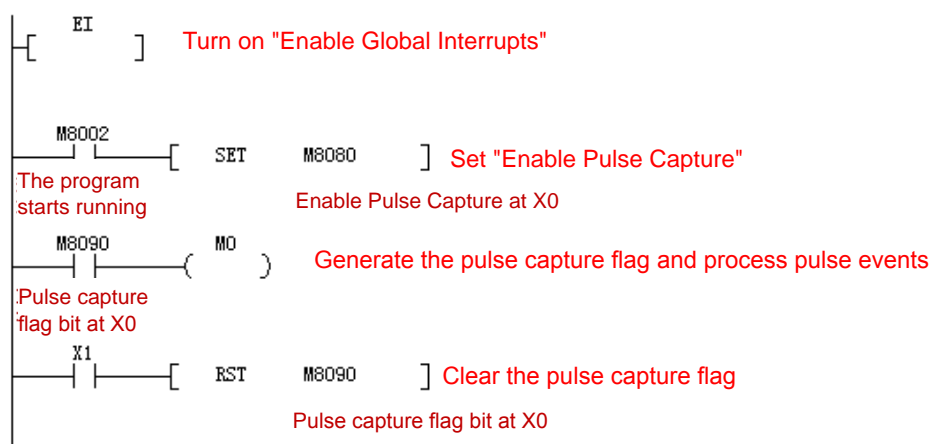 EI
Turn on "Enable Global Interrupts"
M8002
SET M8080
Set "Enable Pulse Capture"
The program
starts running
Enable Pulse Capture at X0
M8090
M0
Generate the pulse capture flag and process pulse events
Pulse capture
flag bit at X0
X1
RST M8090
Clear the pulse capture flag
Pulse capture flag bit at X0